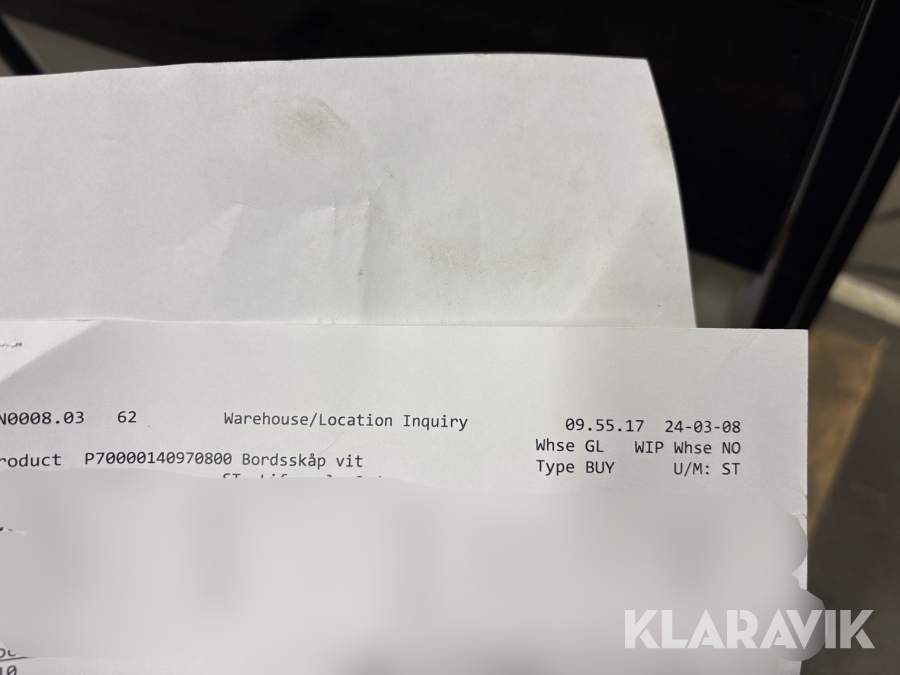 N0008.03 62 Warehouse/Location Inquiry 09.55.17 24-03-08
Whse GL WIP Whse NO
roduct P70000140970800 Bordsskåp vit
Type BUY U/M: ST
KLARAVIK
10